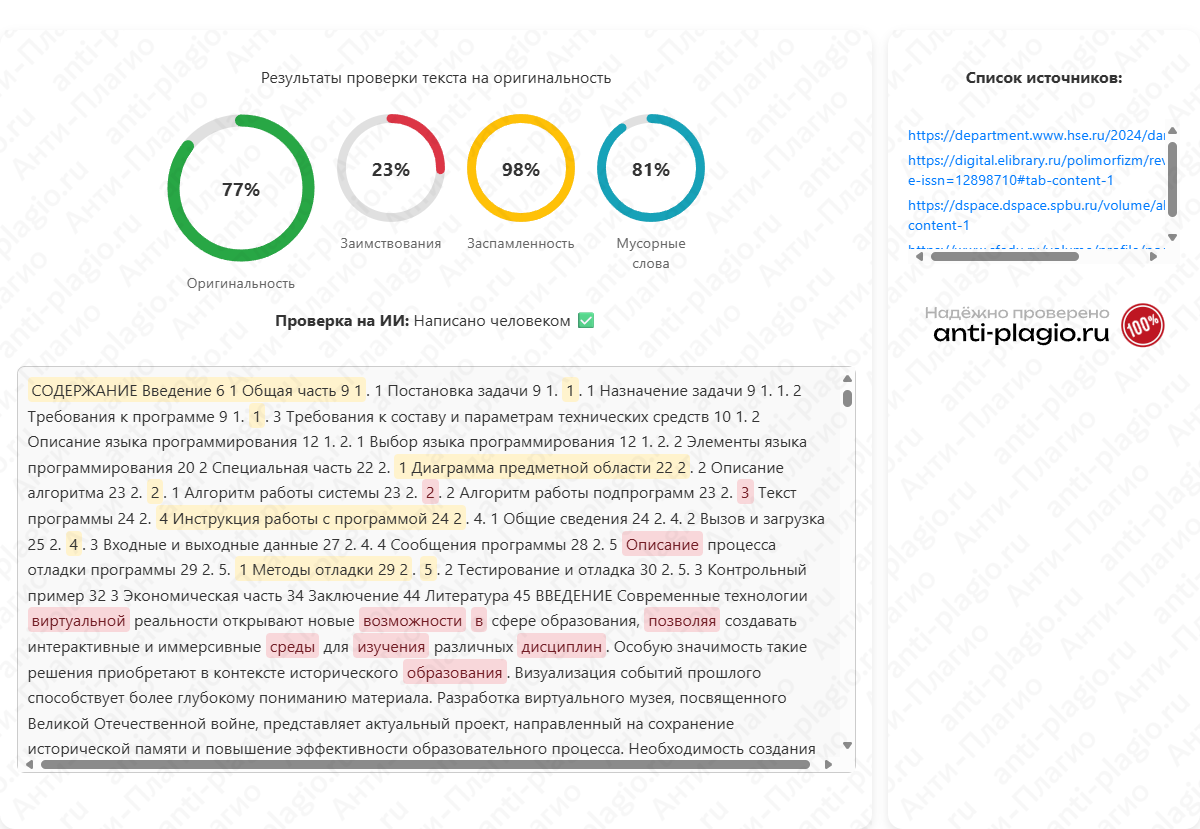 Результаты проверки текста на оригинальность
77%
Оригинальность
23%
Заимствования
98%
Заспамленность
81%
Мусорные
слова
Проверка на ИИ: Написано человеком ✅
СОДЕРЖАНИЕ Введение 6 1 Общая часть 9 1 . 1 Постановка задачи 9 1. 1 . 1 Назначение задачи 9 1. 1. 2
Требования к программе 9 1. 1 . 3 Требования к составу и параметрам технических средств 10 1. 2
Описание языка программирования 12 1. 2. 1 Выбор языка программирования 12 1. 2. 2 Элементы языка
программирования 20 2 Специальная часть 22 2. 1 Диаграмма предметной области 22 2 . 2 Описание
алгоритма 23 2. 2 . 1 Алгоритм работы системы 23 2. 2 . 2 Алгоритм работы подпрограмм 23 2. 3 Текст
программы 24 2. 4 Инструкция работы с программой 24 2 . 4. 1 Общие сведения 24 2. 4. 2 Вызов и загрузка
25 2. 4 . 3 Входные и выходные данные 27 2. 4. 4 Сообщения программы 28 2. 5 Описание процесса
отладки программы 29 2. 5. 1 Методы отладки 29 2 . 5 . 2 Тестирование и отладка 30 2. 5. 3 Контрольный
пример 32 3 Экономическая часть 34 Заключение 44 Литература 45 ВВЕДЕНИЕ Современные технологии
виртуальной реальности открывают новые возможности в сфере образования, позволяя создавать
интерактивные и иммерсивные среды для изучения различных дисциплин . Особую значимость такие
решения приобретают в контексте исторического образования . Визуализация событий прошлого
способствует более глубокому пониманию материала. Разработка виртуального музея, посвященного
Великой Отечественной войне, представляет актуальный проект, направленный на сохранение
исторической памяти и повышение эффективности образовательного процесса. Необходимость создания
Список источников:
https://department.www.hse.ru/2024/dar
https://digital.elibrary.ru/polimorfizm/rev
e-issn=12898710#tab-content-1
https://dspace.dspace.spbu.ru/volume/al
content-1
Надёжно проверено
anti-plagio.ru
100%